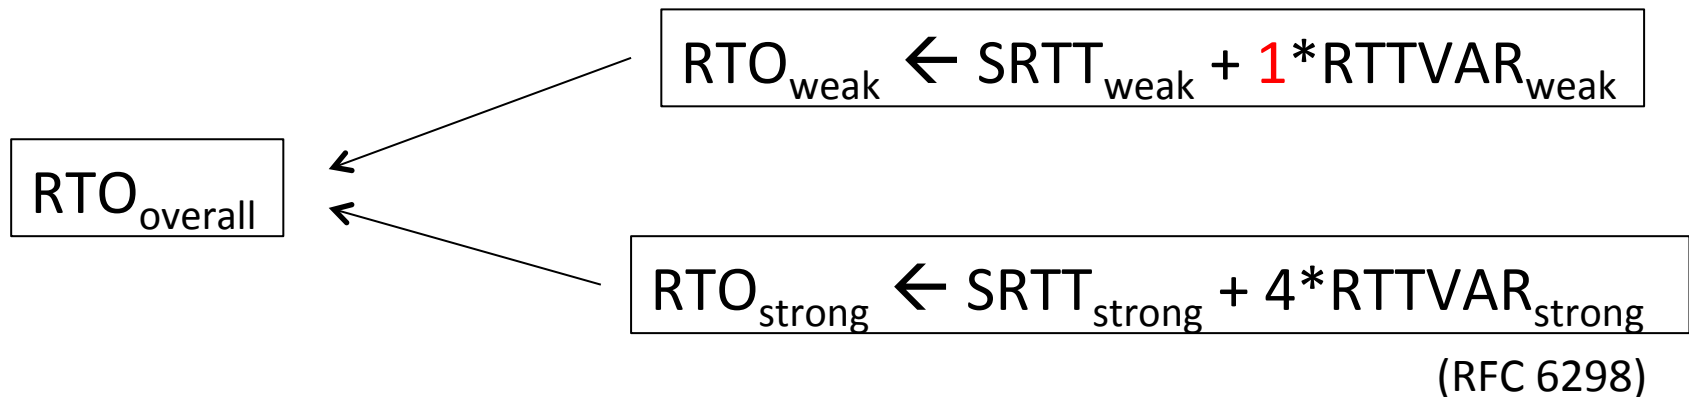 RTOweak ← SRTTweak + 1*RTTVARweak
RTOoverall
RTOstrong ← SRTTstrong + 4*RTTVARstrong
(RFC 6298)